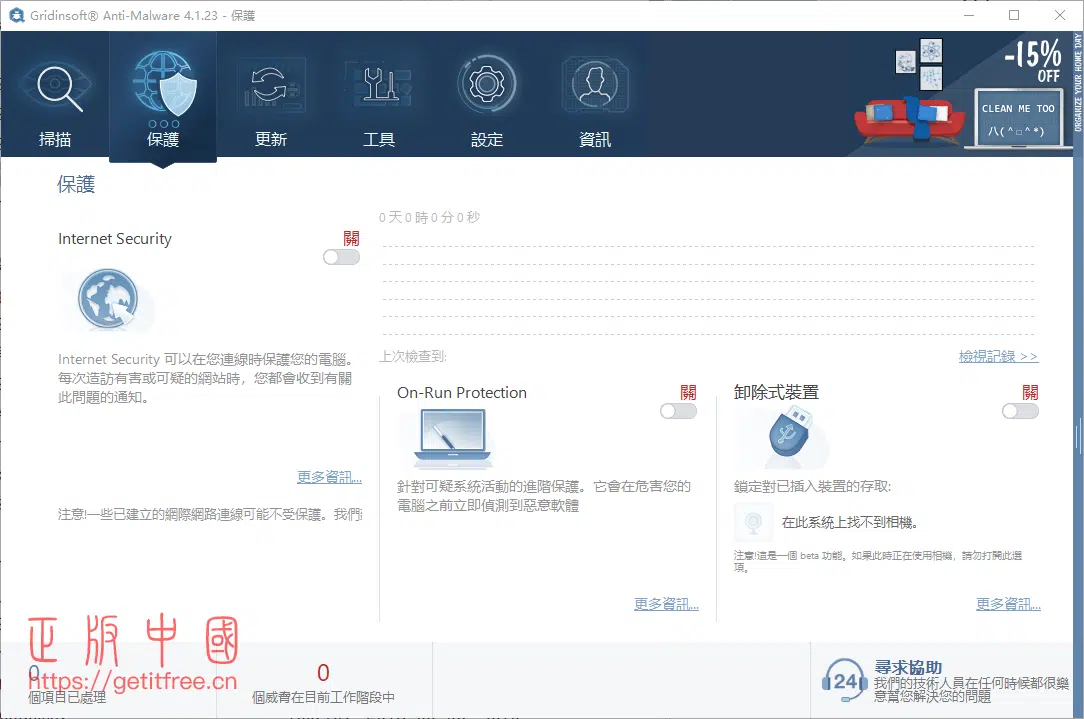 Gridinsoft® Anti-Malware 4.1.23 - 保護
-15%
OFF
ORGANIZE YOUR HOME DAY
CLEAN ME TOO
八(^□^*)
掃描
保護
更新
工具
設定
資訊
保護
0 天 0 時 0 分 0 秒
Internet Security
關
Internet Security 可以在您連線時保護您的電腦。
每次造訪有害或可疑的網站時，您都會收到有關
此問題的通知。
更多資訊...
注意!一些已建立的網際網路連線可能不受保護。我們
上次檢查到:
檢視記錄 >>
On-Run Protection
關
針對可疑系統活動的進階保護。它會在危害您的
電腦之前立即偵測到惡意軟體
更多資訊...
卸除式裝置
關
鎖定對已插入裝置的存取:
在此系統上找不到相機。
注意!這是一個 beta 功能。如果此時正在使用相機，請勿打開此選
項。
更多資訊...
正版中國
https://getitfree.cn
0
個項目已處理
0
個威脅在目前工作階段中
24
尋求協助
我們的技術人員在任何時候都很樂
意幫您解決您的問題